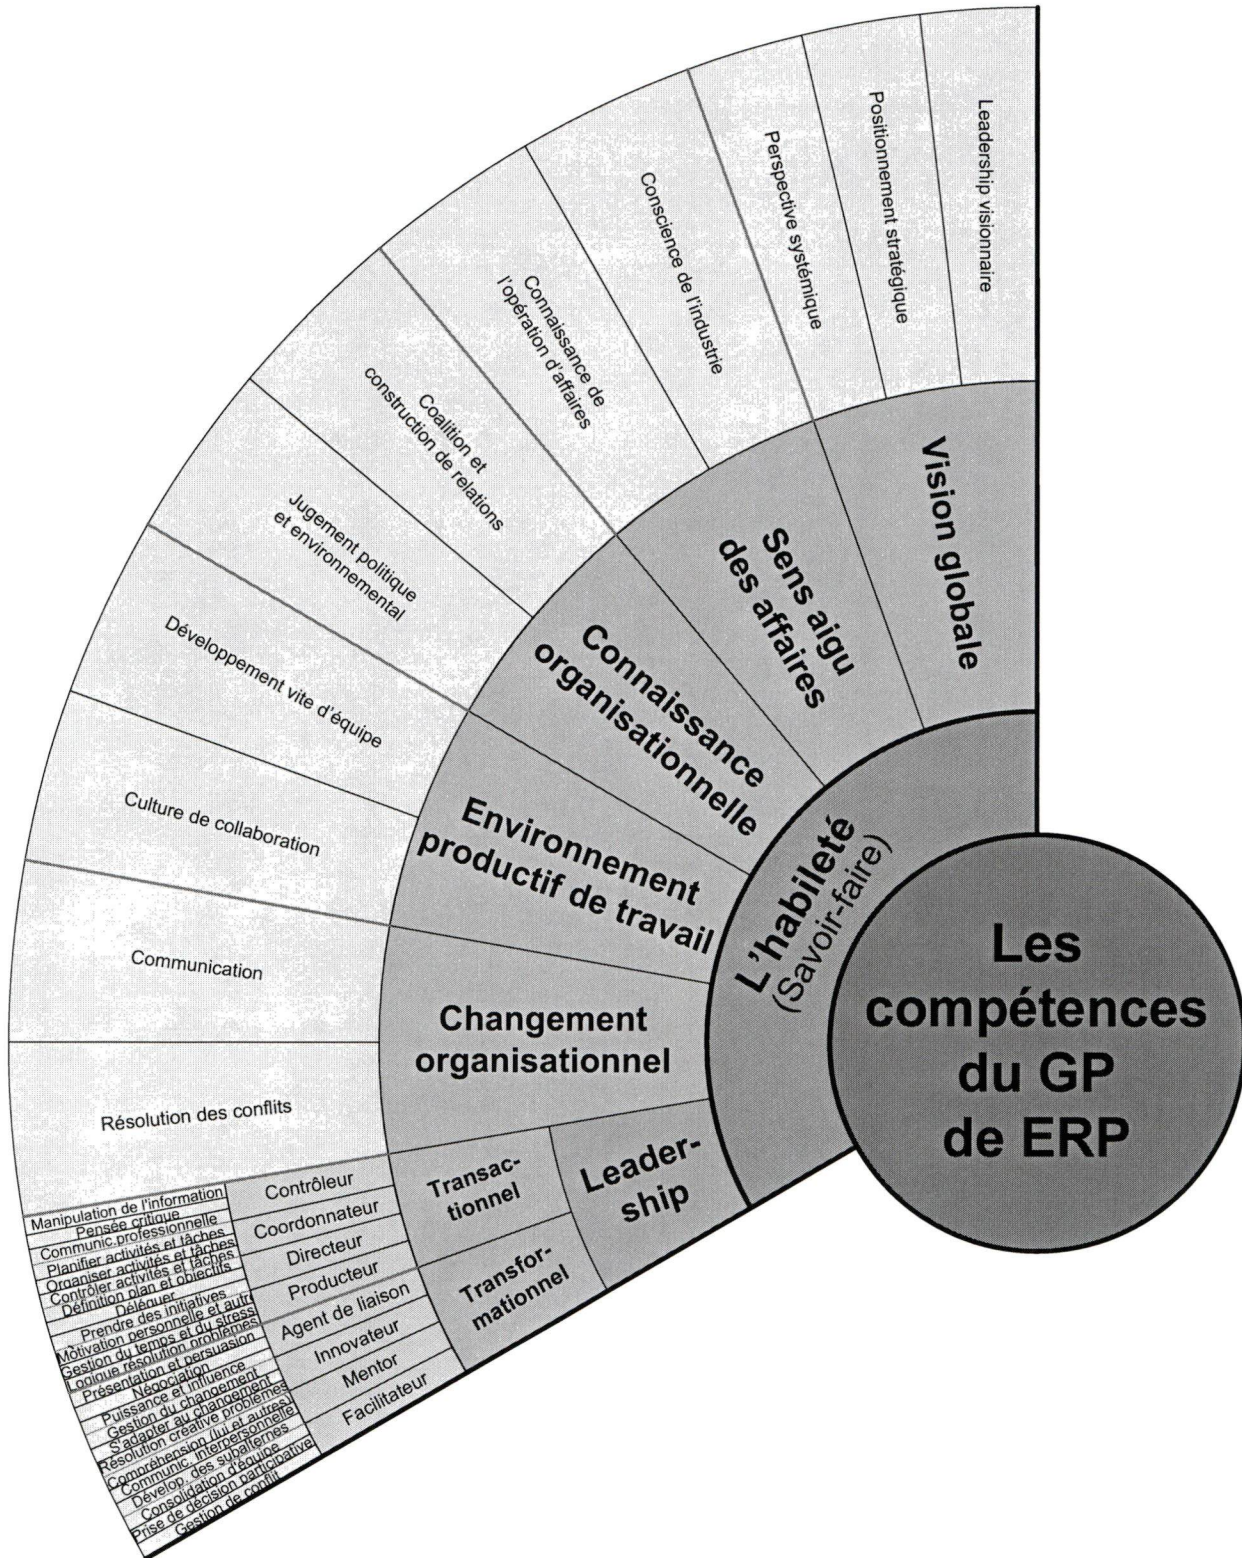 Leadership visionnaire
Positionnement stratégique
Perspective systémique
Conscience de l'industrie
Connaissance de
l'opération d'affaires
Coalition et
construction de relations
Jugement politique
et environnemental
Développement vite d'équipe
Culture de collaboration
Communication
Résolution des conflits
Vision globale
Sens aigu
des affaires
Connaissance
organisationnelle
Environnement
productif de travail
Changement
organisationnel
Leader-
ship
Transac-
tionnel
Transfor-
mationnel
L'habileté
(Savoir-faire)
Les
compétences
du GP
de ERP
Contrôleur
Coordonnateur
Directeur
Producteur
Agent de liaison
Innovateur
Mentor
Facilitateur
Manipulation de l'information
Pensée critique
Communic.professionnelle
Planifier activités et tâches
Organiser activités et tâches
Contrôler activités et tâches
Définition plan et objectifs
Déléguer
Prendre des initiatives
Motivation personnelle et autre
Gestion du temps et du stress
Logique résolution problèmes
Présentation et persuasion
Négociation
Puissance et influence
Gestion du changement
S'adapter au changement
Résolution créative problèmes
Compréhension (lui et autres)
Communic. interpersonnelle
Dévelop. des subalternes
Consolidation d'équipe
Prise de décision participative
Gestion de conflit